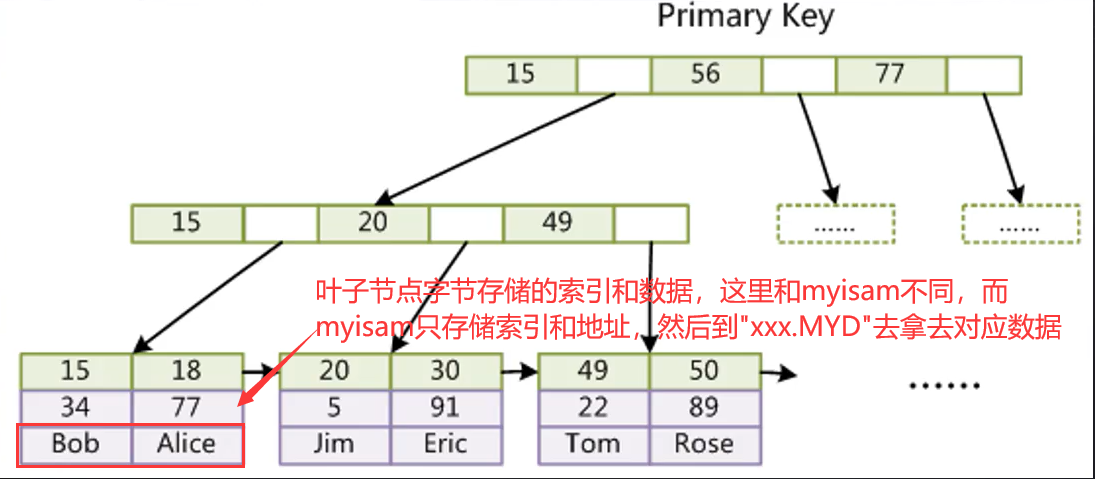 Primary Key
15 56 77
15 20 49
...... ......
叶子节点字节存储的索引和数据，这里和myisam不同，而
myisam只存储索引和地址，然后到"xxx.MYD"去拿去对应数据
15 18 20 30 49 50
34 77 5 91 22 89
Bob Alice Jim Eric Tom Rose
......